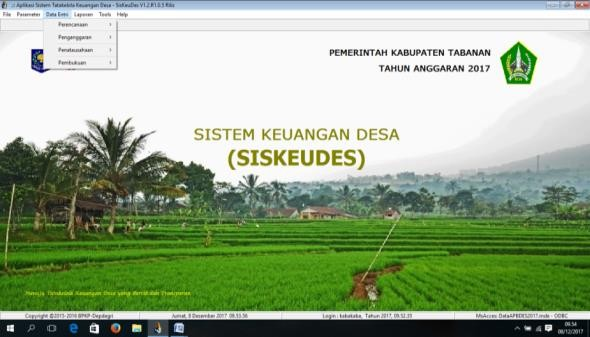 Aplikasi Sistem Tatakelola Keuangan Desa - SisKeuDes V1.2.R1.0.5 Rilis
File Parameter Data Entri Laporan Tools Help
Perencanaan
Penganggaran
Penatausahaan
Pembukuan
PEMERINTAH KABUPATEN TABANAN
TAHUN ANGGARAN 2017
SISTEM KEUANGAN DESA
(SISKEUDES)
Menuju Tatakelola Keuangan Desa yang Bersih dan Transparan
Copyright ©2015-2016 BPKP-Depdagri Jumat, 8 Desember 2017 09.53.56 Login : kabakaba, Tahun 2017, 09.52.35 MsAcces: DataAPBDES2017.mde - ODBC
09.54
08/12/2017